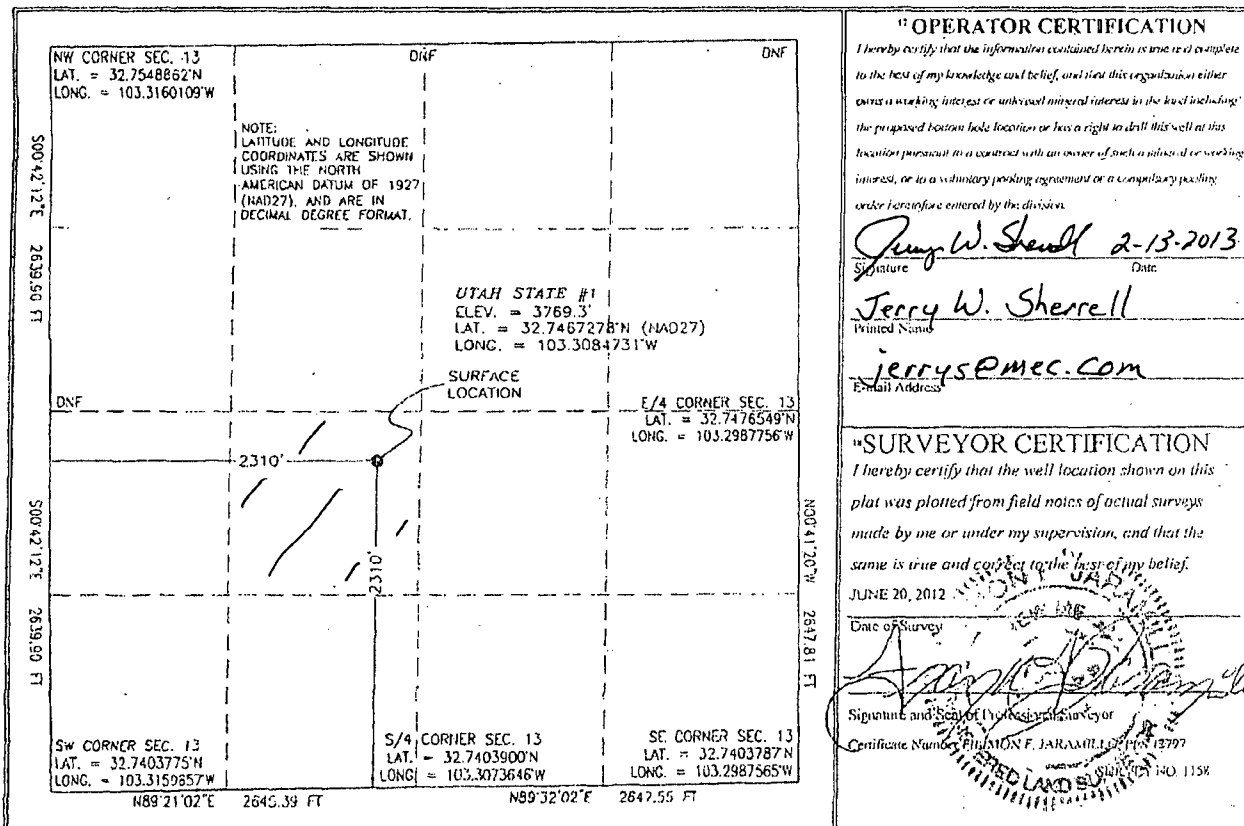 NW CORNER SEC. 13
LAT. = 32.7548862'N
LONG. = 103.3160109'W
DNF
DNF
NOTE:
LATITUDE AND LONGITUDE
COORDINATES ARE SHOWN
USING THE NORTH
AMERICAN DATUM OF 1927
(NAD27), AND ARE IN
DECIMAL DEGREE FORMAT.
S00°42'12"E 2639.90 FT
UTAH STATE #1
ELEV. = 3769.3'
LAT. = 32.7467278'N (NAD27)
LONG. = 103.3084731'W
SURFACE
LOCATION
DNF
E/4 CORNER SEC. 13
LAT. = 32.7476549'N
LONG. = 103.2987756'W
2310'
2310'
S00°42'12"E 2639.90 FT
N00°41'20"W 2647.81 FT
SW CORNER SEC. 13
LAT. = 32.7403775'N
LONG. = 103.3159857'W
S/4 CORNER SEC. 13
LAT. = 32.7403900'N
LONG. = 103.3073646'W
SE CORNER SEC. 13
LAT. = 32.7403787'N
LONG. = 103.2987565'W
N89°21'02"E FT
N89°32'02"E 2647.55 FT
17 OPERATOR CERTIFICATION
I hereby certify that the information contained herein is true and complete
to the best of my knowledge and belief, and that this organization either
owns a working interest or unleased mineral interest in the land including
the proposed bottom hole location or has a right to drill this well at this
location pursuant to a contract with an owner of such a mineral or working
interest, or to a voluntary pooling agreement or a compulsory pooling
order heretofore entered by the division.
Jerry W. Sherrell 2-13-2013
Signature Date
Jerry W. Sherrell
Printed Name
jerrys@mec.com
E-mail Address
18 SURVEYOR CERTIFICATION
I hereby certify that the well location shown on this
plat was plotted from field notes of actual surveys
made by me or under my supervision, and that the
same is true and correct to the best of my belief.
JUNE 20, 2012
Date of Survey
Signature and Seal of Professional Surveyor
Certificate Number FILIMON F. JARAMILLO, PLS 12797
NO. 1158